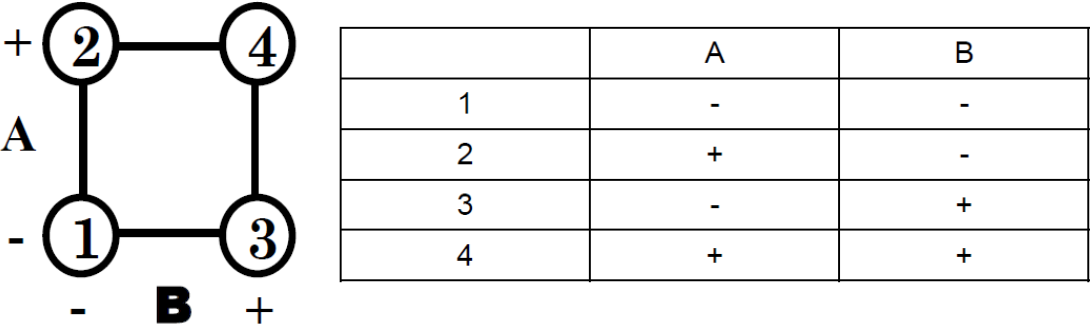 + 2 4
A
- 1 3
- B +
A B
1 - -
2 + -
3 - +
4 + +